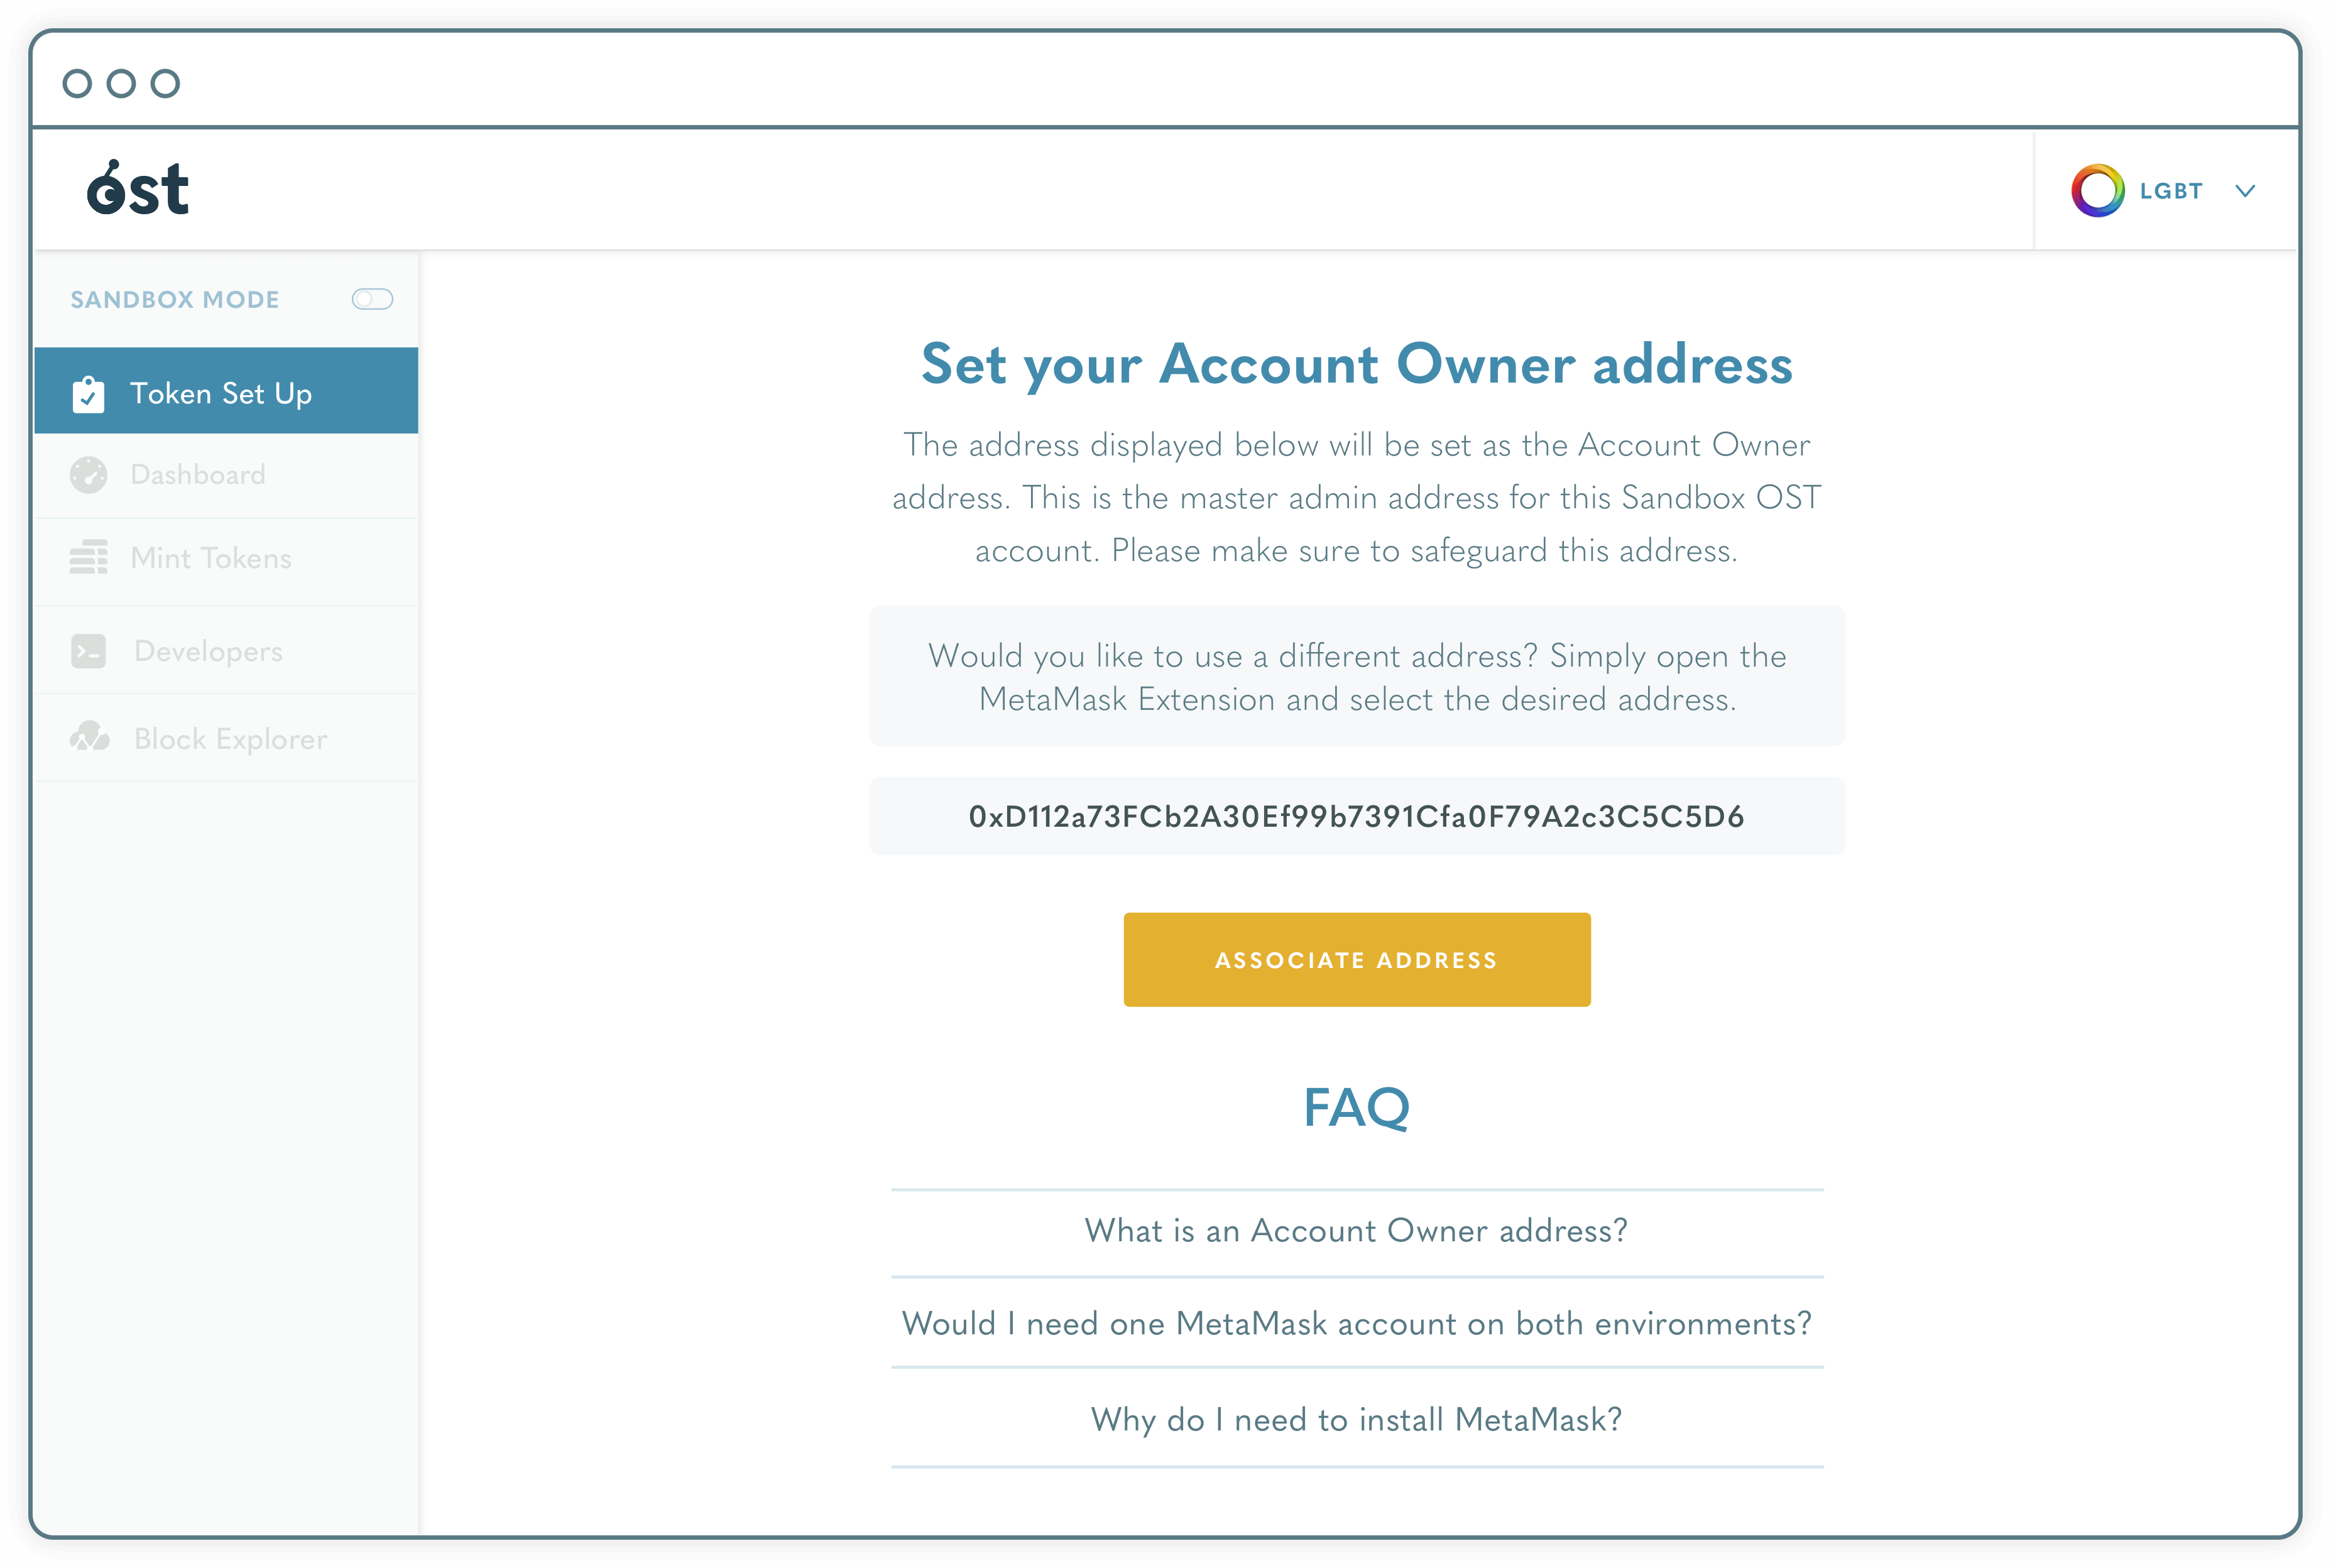 ost
LGBT
SANDBOX MODE
Token Set Up
Dashboard
Mint Tokens
Developers
Block Explorer
Set your Account Owner address
The address displayed below will be set as the Account Owner
address. This is the master admin address for this Sandbox OST
account. Please make sure to safeguard this address.
Would you like to use a different address? Simply open the
MetaMask Extension and select the desired address.
0xD112a73FCb2A30Ef99b7391Cfa0F79A2c3C5C5D6
ASSOCIATE ADDRESS
FAQ
What is an Account Owner address?
Would I need one MetaMask account on both environments?
Why do I need to install MetaMask?